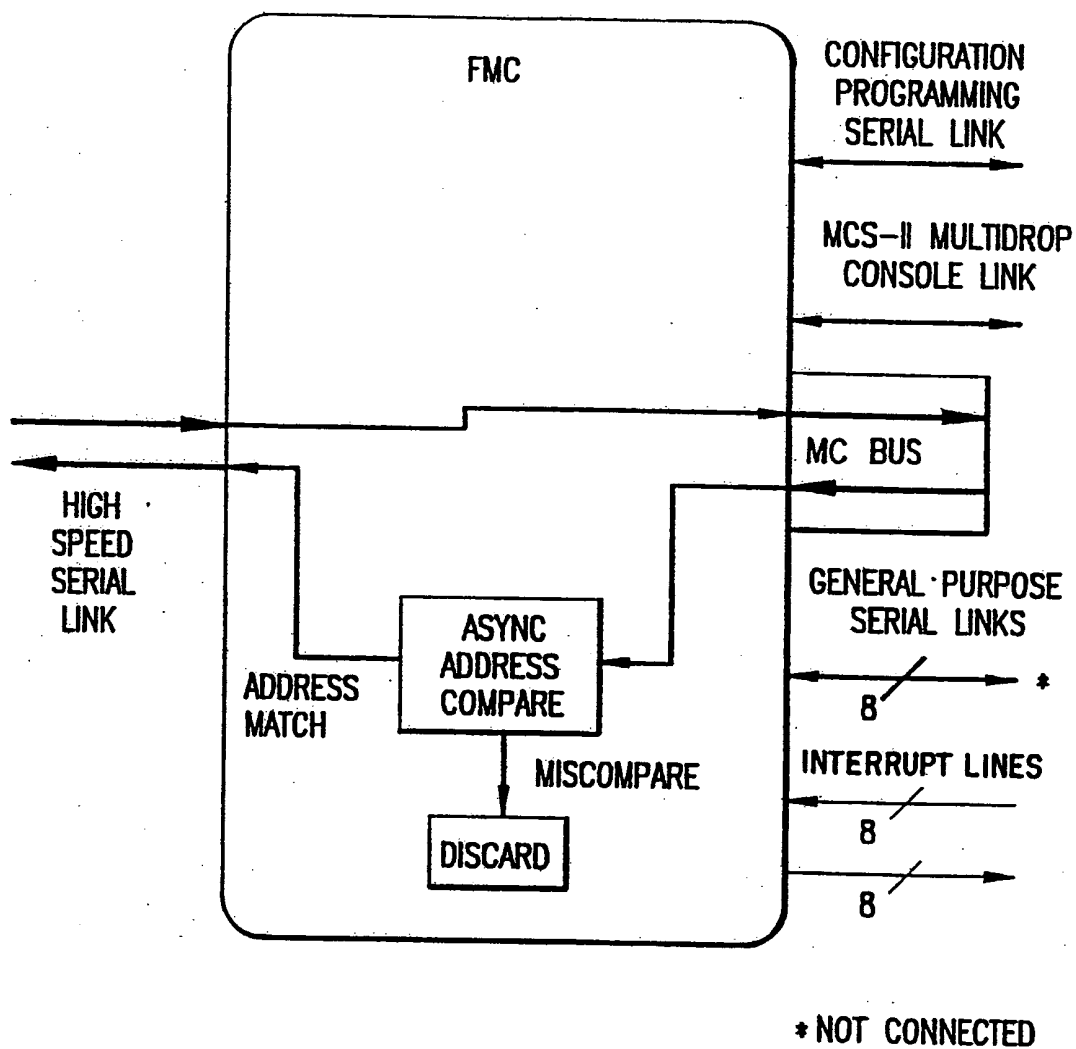 FMC
CONFIGURATION
PROGRAMMING
SERIAL LINK
MCS-II MULTIDROP
CONSOLE LINK
MC BUS
HIGH
SPEED
SERIAL
LINK
GENERAL PURPOSE
SERIAL LINKS
8
*
ASYNC
ADDRESS
COMPARE
ADDRESS
MATCH
MISCOMPARE
DISCARD
INTERRUPT LINES
8
8
* NOT CONNECTED